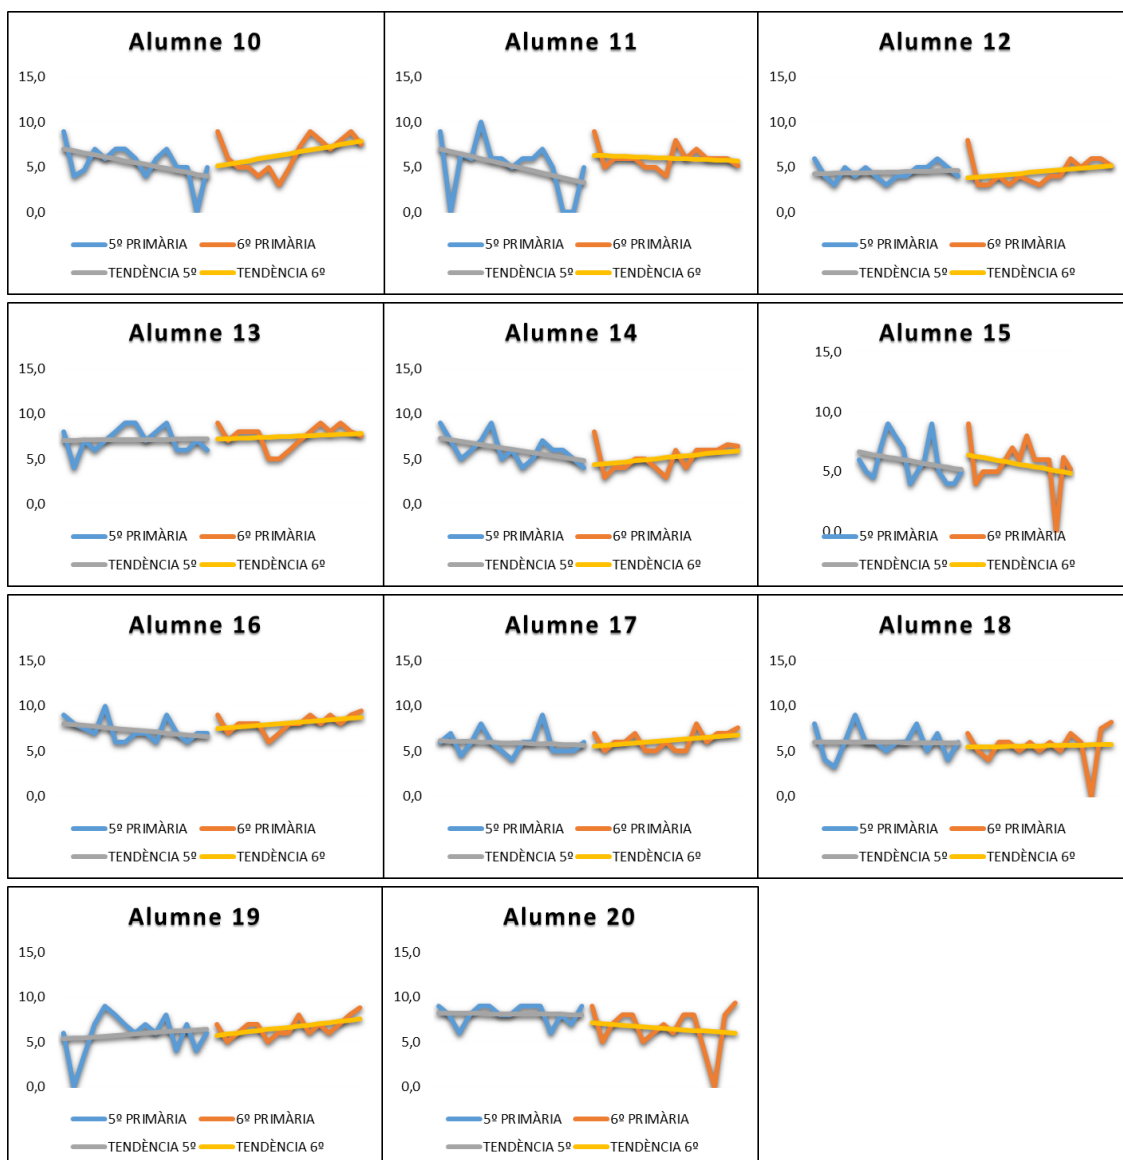 Alumne 10
15,0
10,0
5,0
0,0
5º PRIMÀRIA 6º PRIMÀRIA
TENDÈNCIA 5º TENDÈNCIA 6º
Alumne 11
15,0
10,0
5,0
0,0
5º PRIMÀRIA 6º PRIMÀRIA
TENDÈNCIA 5º TENDÈNCIA 6º
Alumne 12
15,0
10,0
5,0
0,0
5º PRIMÀRIA 6º PRIMÀRIA
TENDÈNCIA 5º TENDÈNCIA 6º
Alumne 13
15,0
10,0
5,0
0,0
5º PRIMÀRIA 6º PRIMÀRIA
TENDÈNCIA 5º TENDÈNCIA 6º
Alumne 14
15,0
10,0
5,0
0,0
5º PRIMÀRIA 6º PRIMÀRIA
TENDÈNCIA 5º TENDÈNCIA 6º
Alumne 15
15,0
10,0
5,0
0,0
5º PRIMÀRIA 6º PRIMÀRIA
TENDÈNCIA 5º TENDÈNCIA 6º
Alumne 16
15,0
10,0
5,0
0,0
5º PRIMÀRIA 6º PRIMÀRIA
TENDÈNCIA 5º TENDÈNCIA 6º
Alumne 17
15,0
10,0
5,0
0,0
5º PRIMÀRIA 6º PRIMÀRIA
TENDÈNCIA 5º TENDÈNCIA 6º
Alumne 18
15,0
10,0
5,0
0,0
5º PRIMÀRIA 6º PRIMÀRIA
TENDÈNCIA 5º TENDÈNCIA 6º
Alumne 19
15,0
10,0
5,0
0,0
5º PRIMÀRIA 6º PRIMÀRIA
TENDÈNCIA 5º TENDÈNCIA 6º
Alumne 20
15,0
10,0
5,0
0,0
5º PRIMÀRIA 6º PRIMÀRIA
TENDÈNCIA 5º TENDÈNCIA 6º